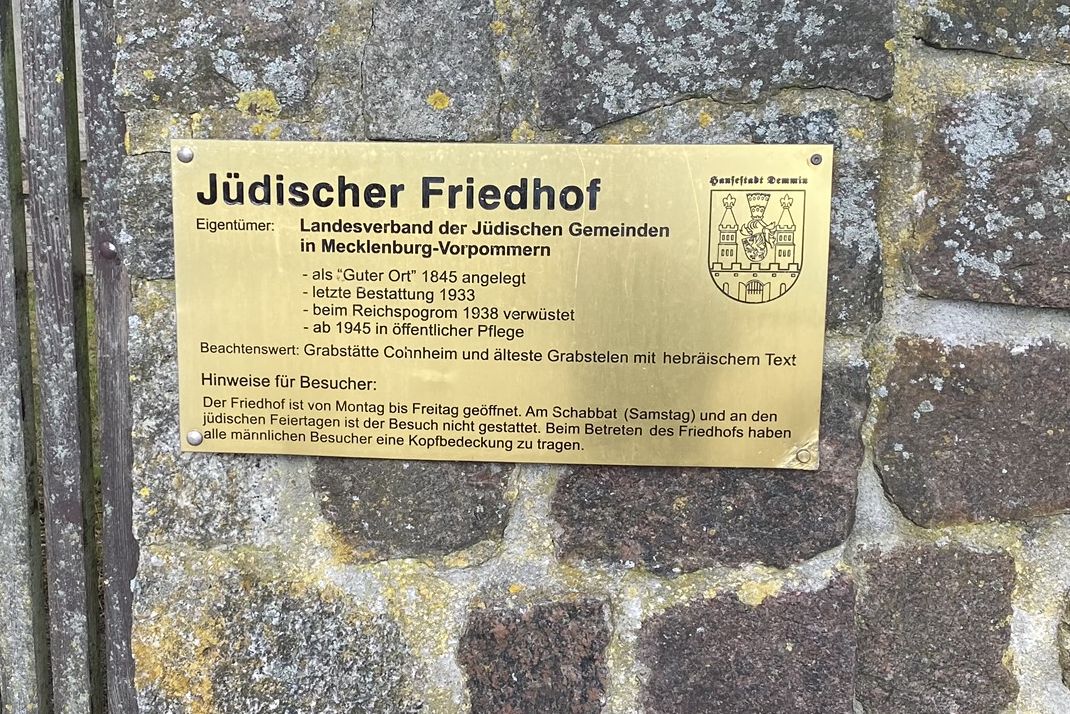 Jüdischer Friedhof
Hansestadt Demmin
Eigentümer: Landesverband der Jüdischen Gemeinden
in Mecklenburg-Vorpommern
- als “Guter Ort” 1845 angelegt
- letzte Bestattung 1933
- beim Reichspogrom 1938 verwüstet
- ab 1945 in öffentlicher Pflege
Beachtenswert: Grabstätte Cohnheim und älteste Grabstelen mit hebräischem Text
Hinweise für Besucher:
Der Friedhof ist von Montag bis Freitag geöffnet. Am Schabbat (Samstag) und an den
jüdischen Feiertagen ist der Besuch nicht gestattet. Beim Betreten des Friedhofs haben
alle männlichen Besucher eine Kopfbedeckung zu tragen.